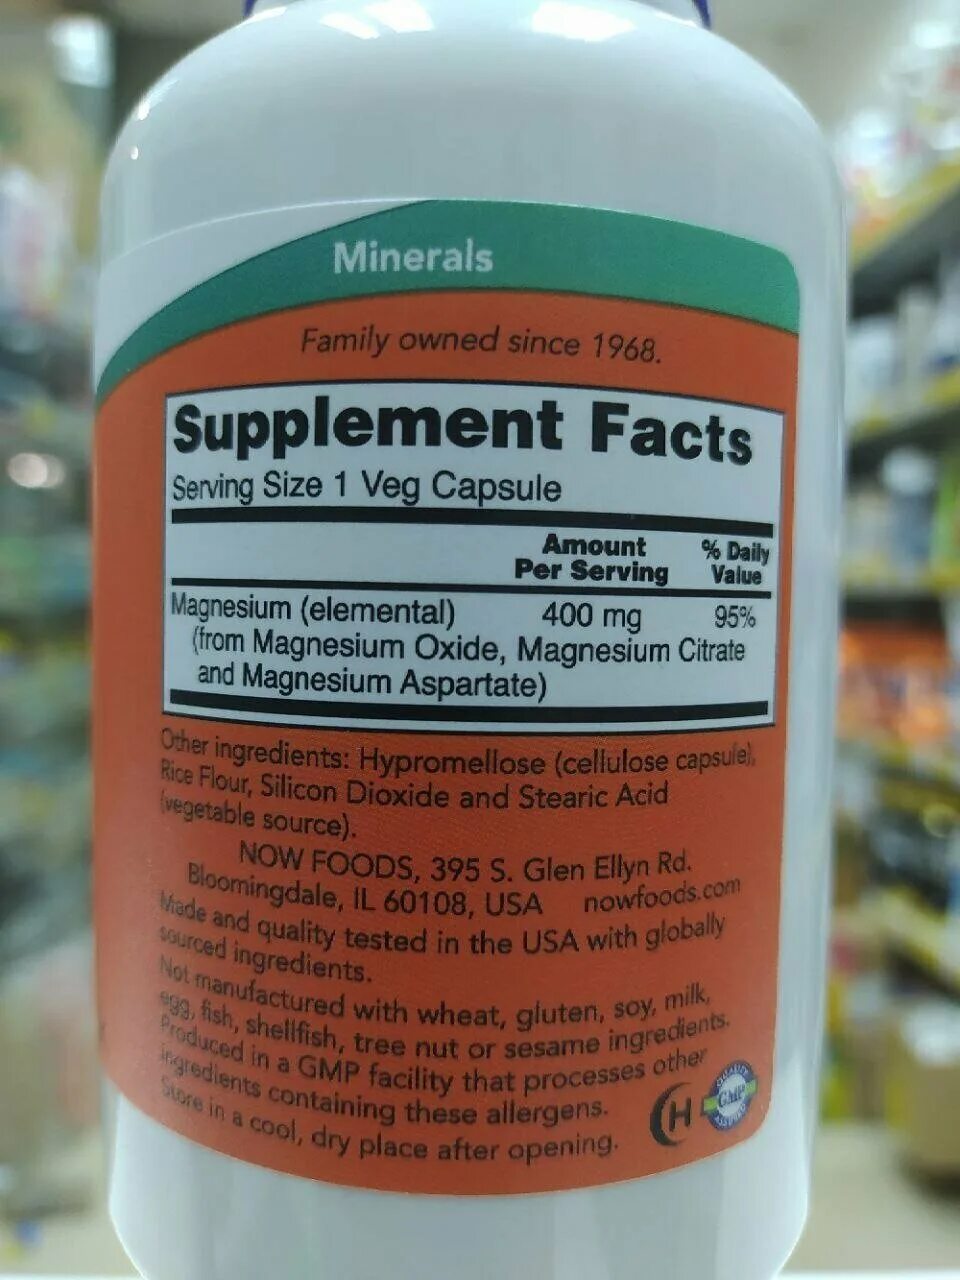 Minerals
Family owned since 1968.
Supplement Facts
Serving Size 1 Veg Capsule
Amount Per Serving
% Daily Value
Magnesium (elemental) 400 mg 95%
(from Magnesium Oxide, Magnesium Citrate
and Magnesium Aspartate)
Other ingredients: Hypromellose (cellulose capsule),
Rice Flour, Silicon Dioxide and Stearic Acid
(vegetable source).
NOW FOODS, 395 S. Glen Ellyn Rd.
Bloomingdale, IL 60108, USA nowfoods.com
Made and quality tested in the USA with globally
sourced ingredients.
Not manufactured with wheat, gluten, soy, milk,
egg, fish, shellfish, tree nut or sesame ingredients.
Produced in a GMP facility that processes other
ingredients containing these allergens.
Store in a cool, dry place after opening.
H
QUALITY
GMP
ASSURED